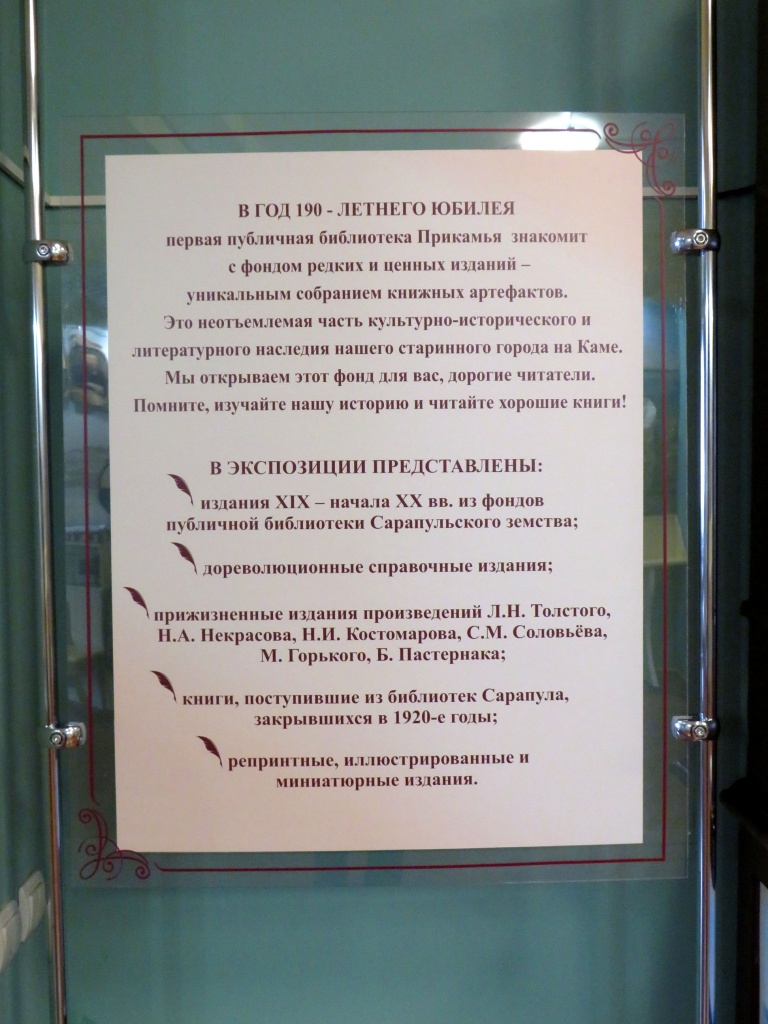 В ГОД 190 - ЛЕТНЕГО ЮБИЛЕЯ
первая публичная библиотека Прикамья знакомит
с фондом редких и ценных изданий –
уникальным собранием книжных артефактов.
Это неотъемлемая часть культурно-исторического и
литературного наследия нашего старинного города на Каме.
Мы открываем этот фонд для вас, дорогие читатели.
Помните, изучайте нашу историю и читайте хорошие книги!
В ЭКСПОЗИЦИИ ПРЕДСТАВЛЕНЫ:
издания XIX – начала XX вв. из фондов
публичной библиотеки Сарапульского земства;
дореволюционные справочные издания;
прижизненные издания произведений Л.Н. Толстого,
Н.А. Некрасова, Н.И. Костомарова, С.М. Соловьёва,
М. Горького, Б. Пастернака;
книги, поступившие из библиотек Сарапула,
закрывшихся в 1920-е годы;
репринтные, иллюстрированные и
миниатюрные издания.